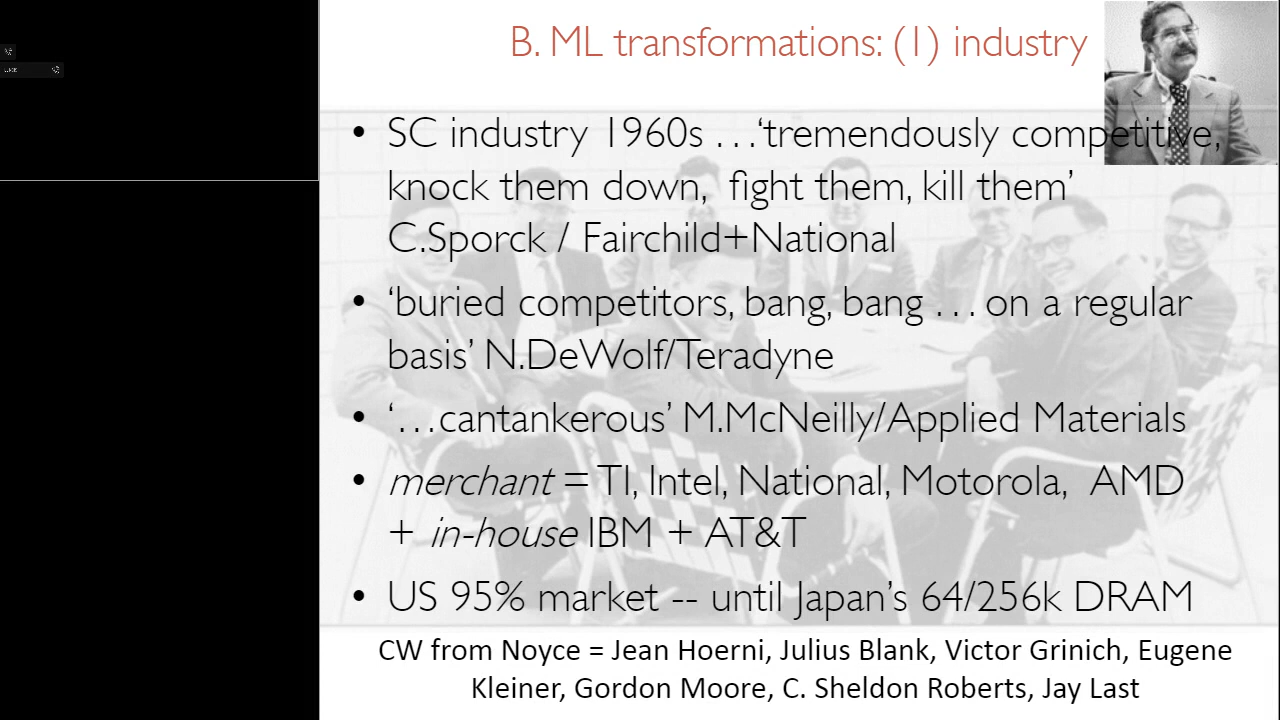 B. ML transformations: (1) industry
• SC industry 1960s …‘tremendously competitive,
knock them down,  fight them, kill them’
C.Sporck / Fairchild+National
• ‘buried competitors, bang, bang … on a regular
basis’ N.DeWolf/Teradyne
• ‘…cantankerous’ M.McNeilly/Applied Materials
• merchant = TI, Intel, National, Motorola,  AMD
+ in-house IBM + AT&T
• US 95% market -- until Japan’s 64/256k DRAM
CW from Noyce = Jean Hoerni, Julius Blank, Victor Grinich, Eugene
Kleiner, Gordon Moore, C. Sheldon Roberts, Jay Last